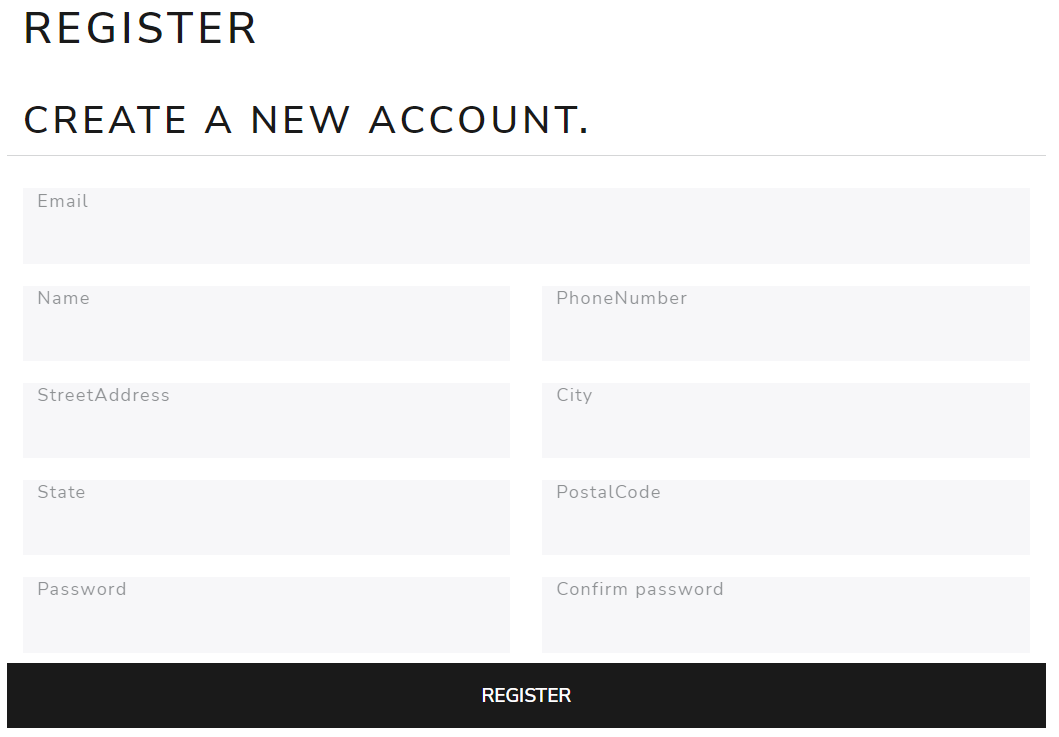 REGISTER
CREATE A NEW ACCOUNT.
Email
Name
PhoneNumber
StreetAddress
City
State
PostalCode
Password
Confirm password
REGISTER